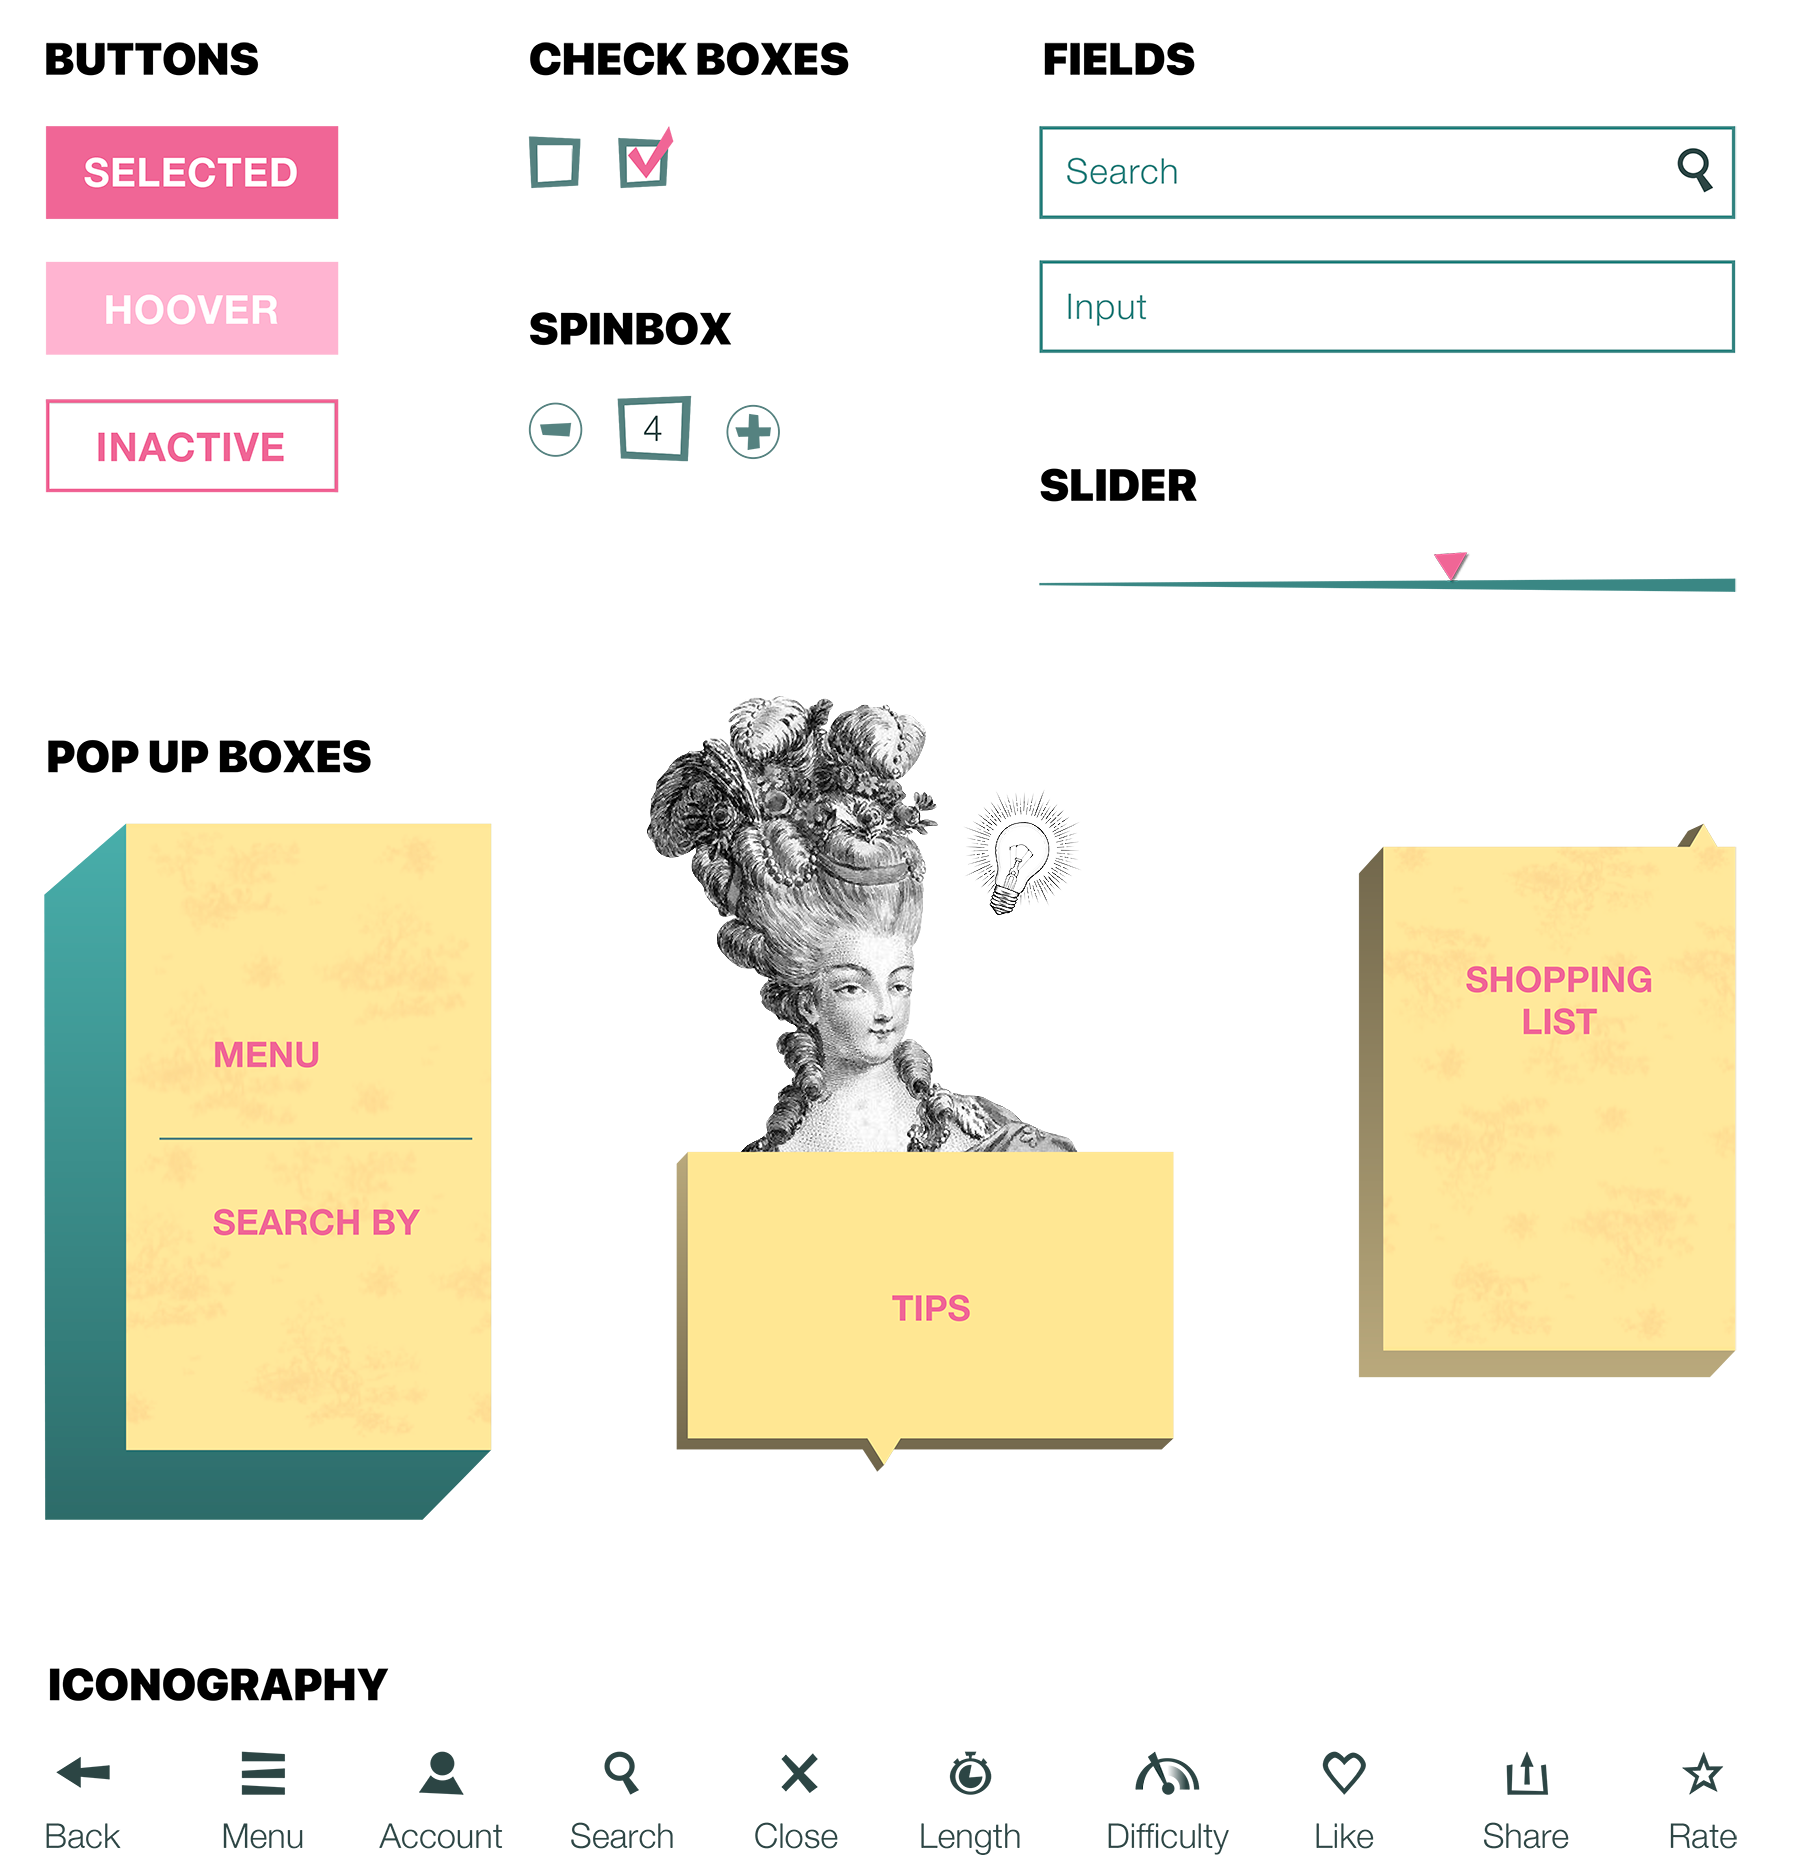 BUTTONS
SELECTED
HOOVER
INACTIVE
CHECK BOXES
SPINBOX
4
FIELDS
Search
Input
SLIDER
POP UP BOXES
MENU
SEARCH BY
TIPS
SHOPPING
LIST
ICONOGRAPHY
Back
Menu
Account
Search
Close
Length
Difficulty
Like
Share
Rate